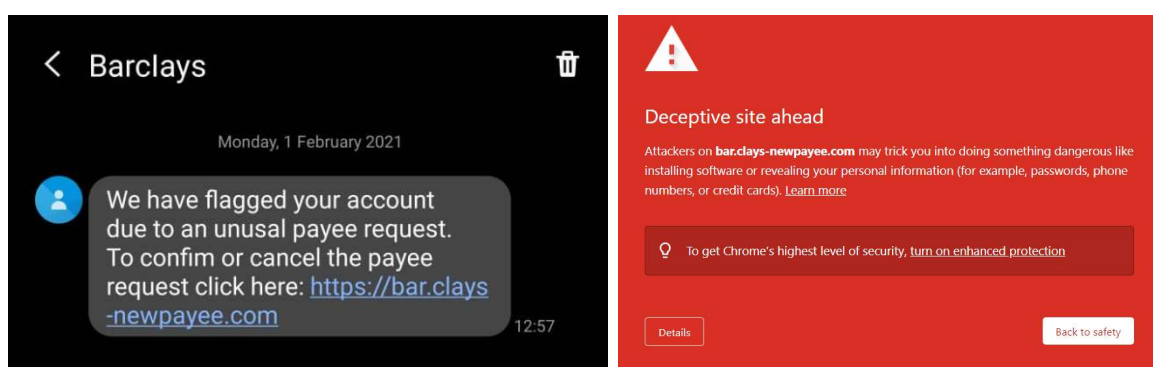 Barclays
Monday, 1 February 2021
We have flagged your account
due to an unusal payee request.
To confim or cancel the payee
request click here: https://bar.clays
-newpayee.com
12:57
Deceptive site ahead
Attackers on bar.clays-newpayee.com may trick you into doing something dangerous like
installing software or revealing your personal information (for example, passwords, phone
numbers, or credit cards). Learn more
To get Chrome's highest level of security, turn on enhanced protection
Details
Back to safety